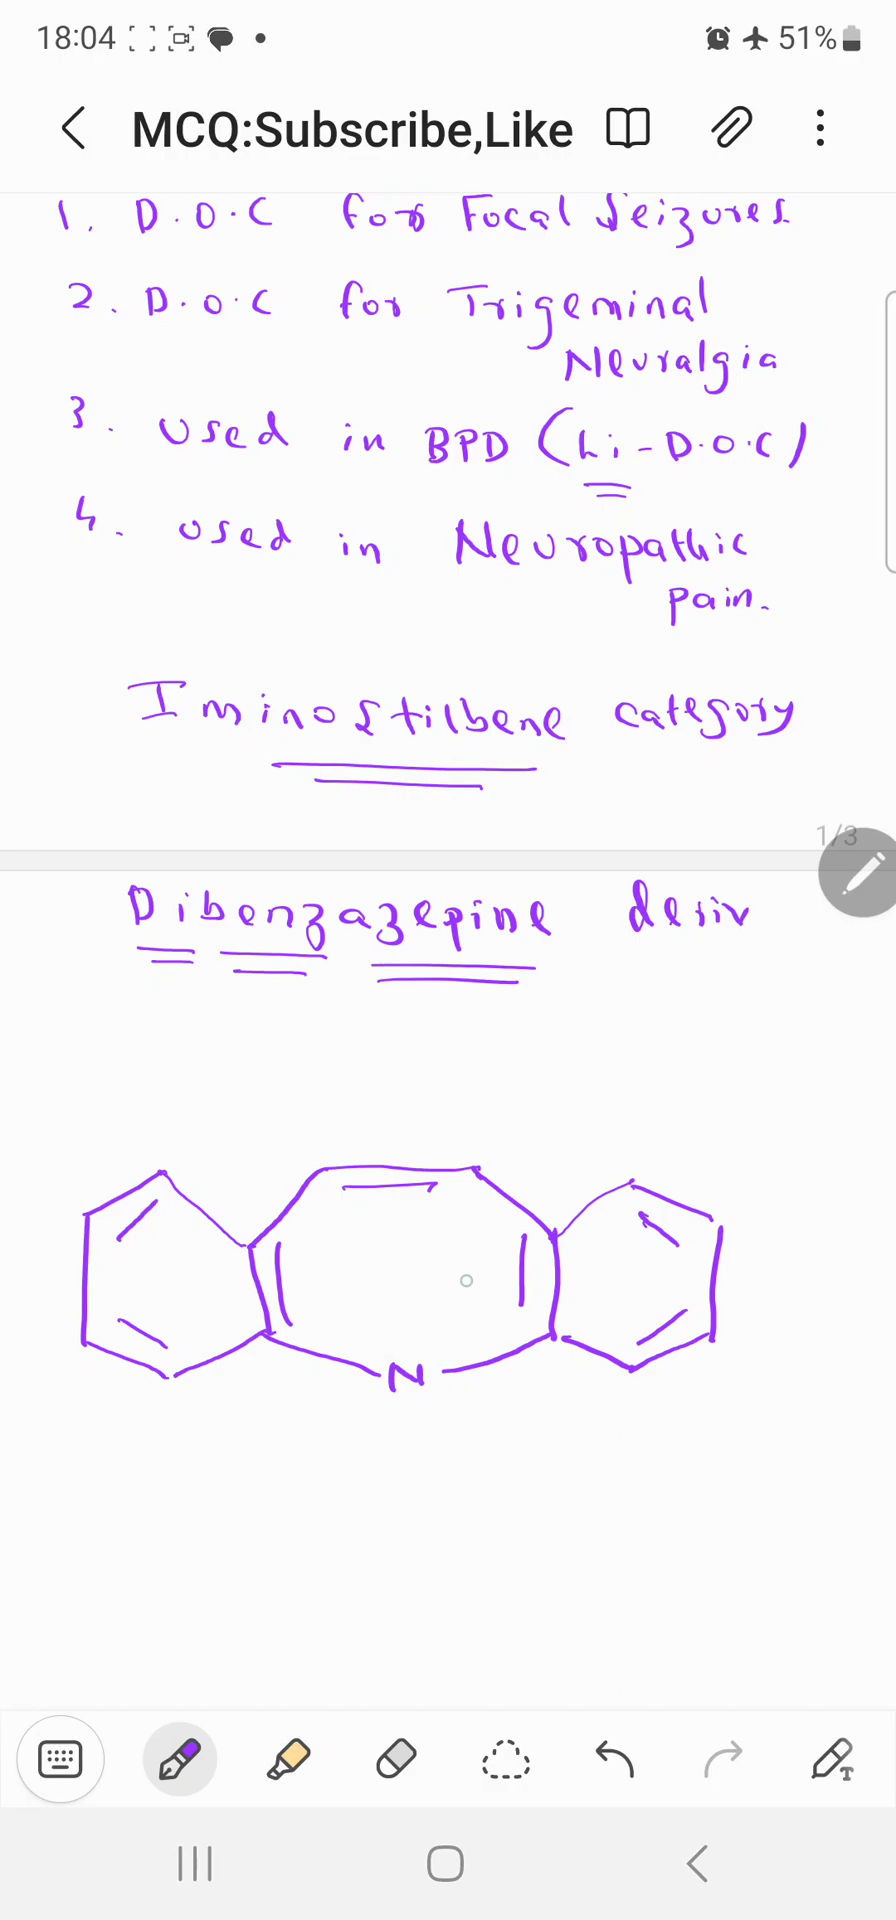 18:04
51%
MCQ:Subscribe,Like
1. D.O.C for Focal Seizures.
2. D.O.C for Trigeminal
Neuralgia
3. Used in BPD (Li-D.O.C)
4. Used in Neuropathic
pain.
Iminostilbene category
1/3
Dibenzazepine deriv
N
T